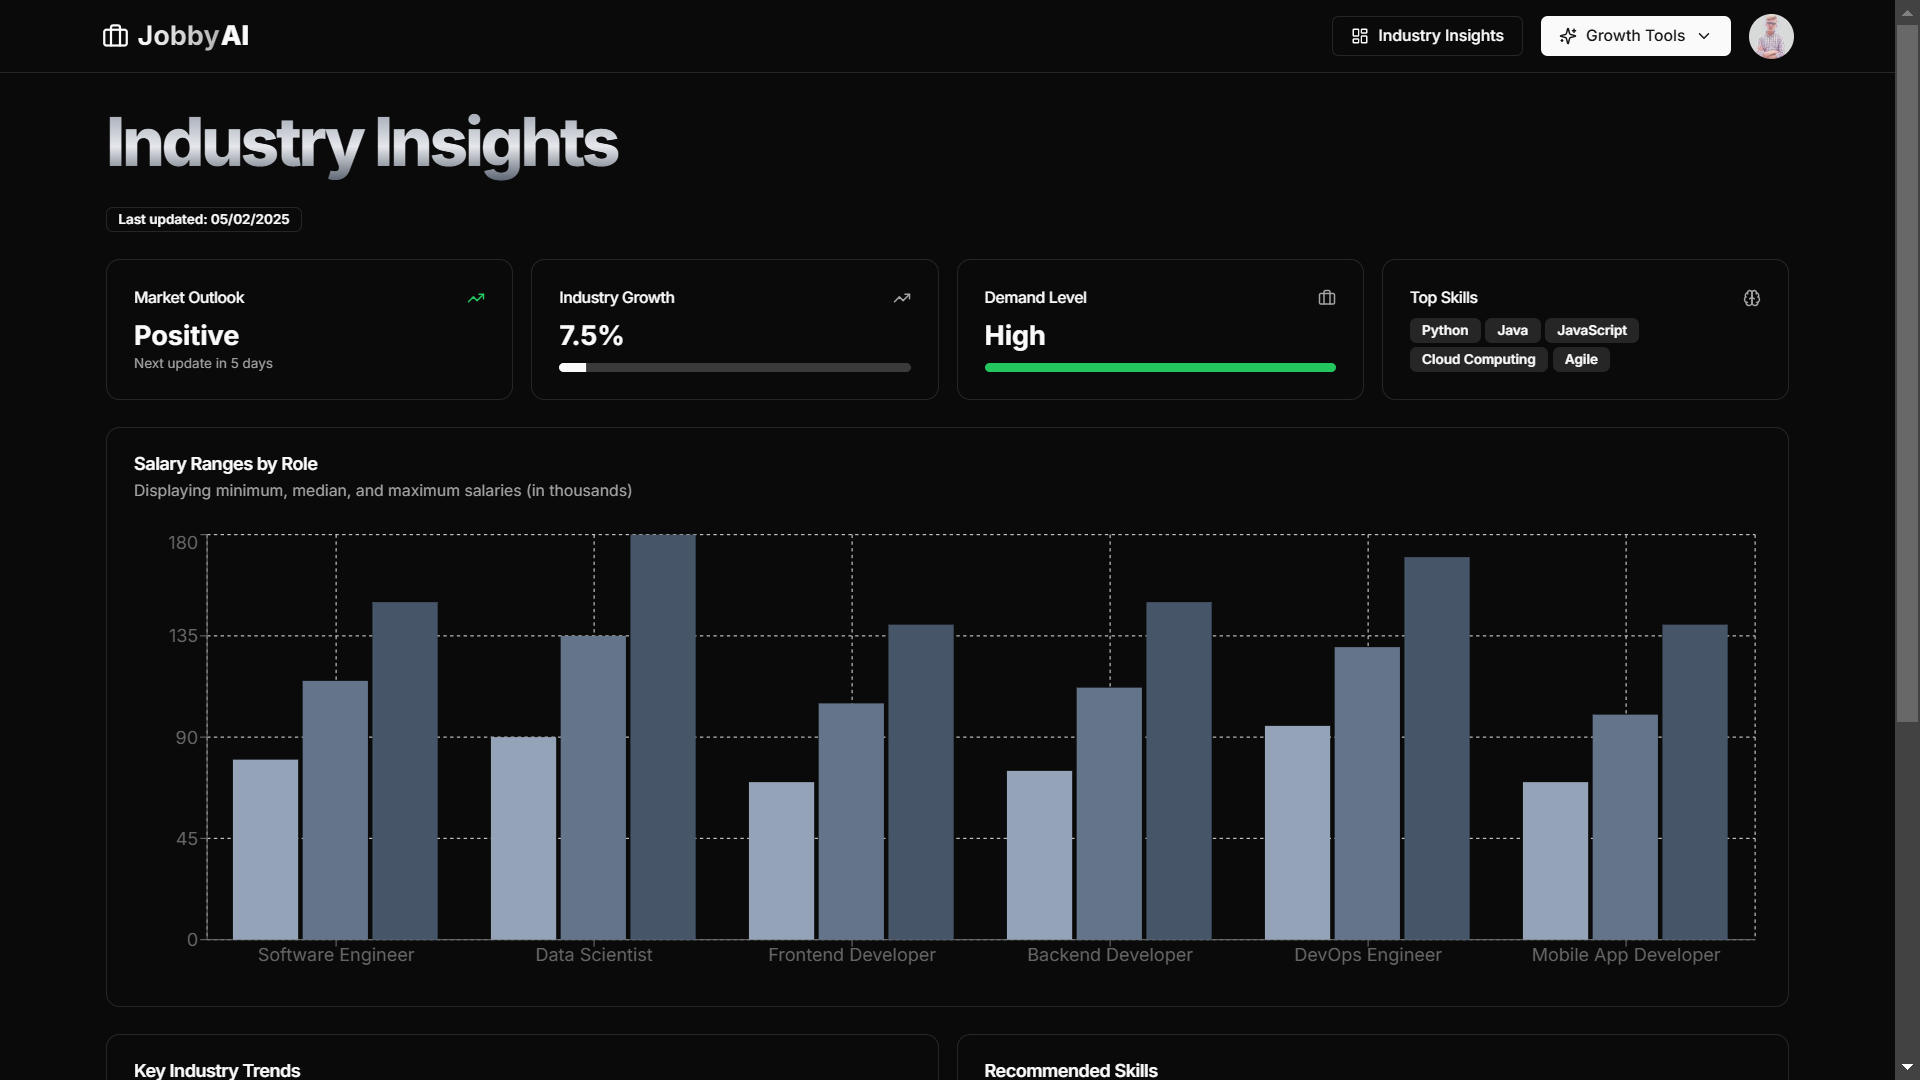 JobbyAI
Industry Insights
Growth Tools
Industry Insights
Last updated: 05/02/2025
Market Outlook
Positive
Next update in 5 days
Industry Growth
7.5%
Demand Level
High
Top Skills
Python Java JavaScript
Cloud Computing Agile
Salary Ranges by Role
Displaying minimum, median, and maximum salaries (in thousands)
180
135
90
45
0
Software Engineer Data Scientist Frontend Developer Backend Developer DevOps Engineer Mobile App Developer
Key Industry Trends
Recommended Skills